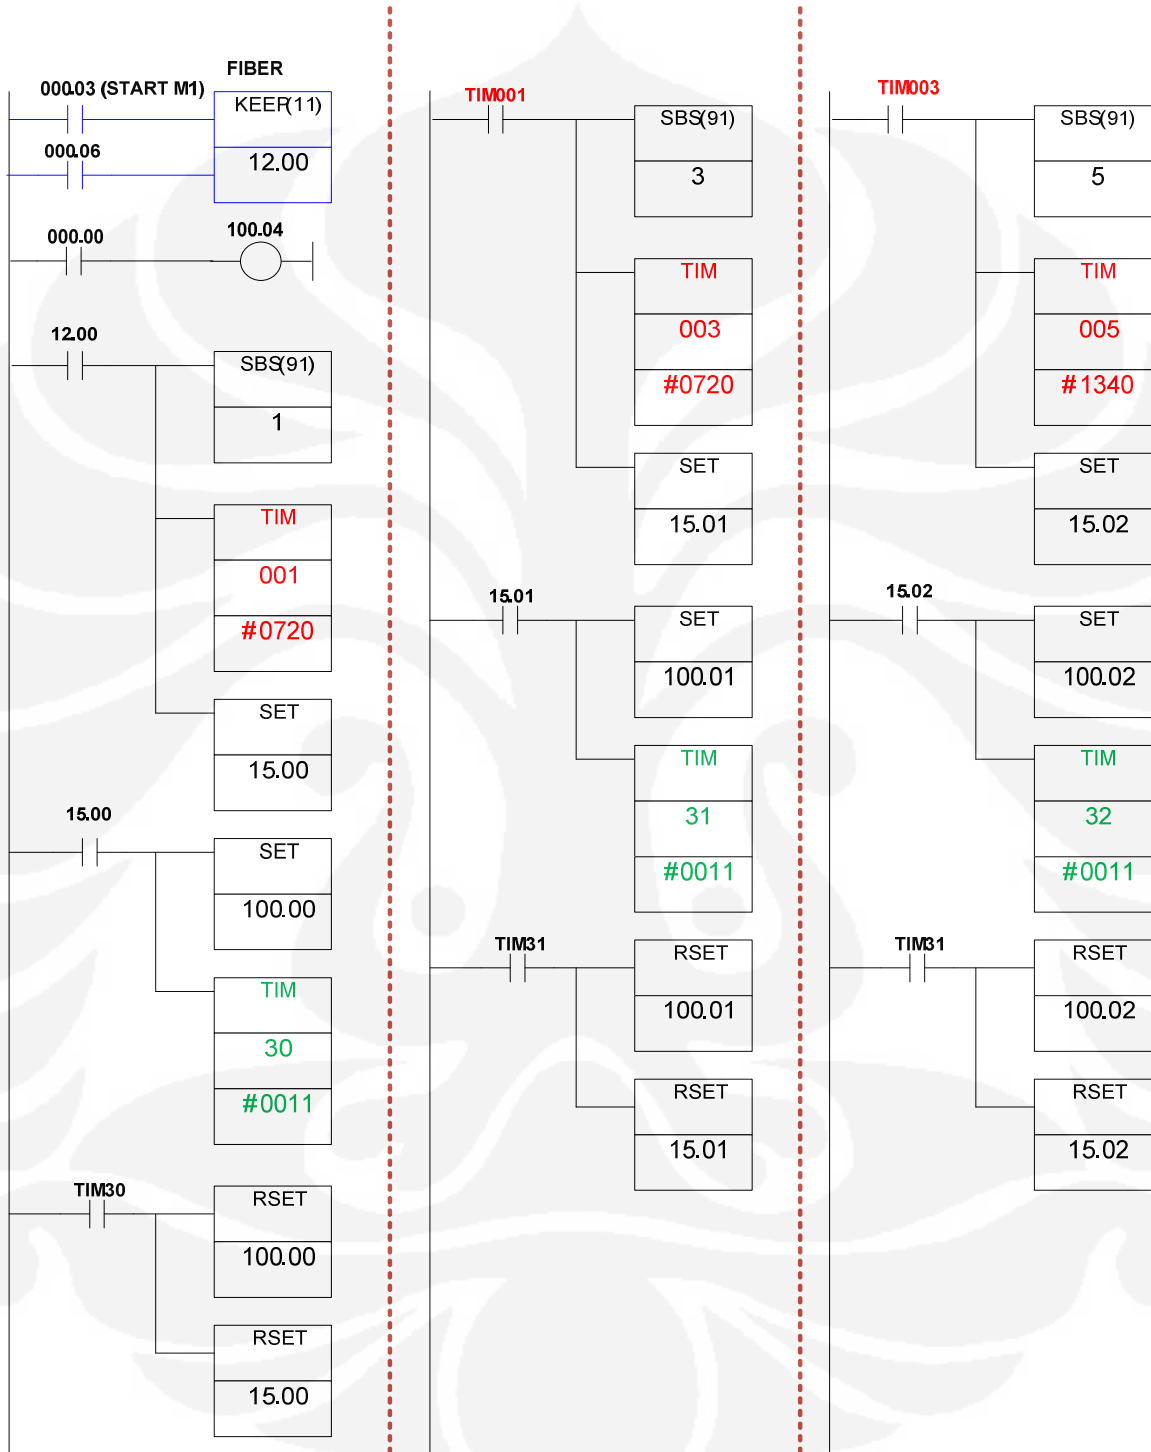 FIBER
000.03 (START M1)
KEEP(11)
000.06
12.00
000.00
100.04
12.00
SBS(91)
1
TIM
001
#0720
SET
15.00
15.00
SET
100.00
TIM
30
#0011
TIM30
RSET
100.00
RSET
15.00
TIM001
SBS(91)
3
TIM
003
#0720
SET
15.01
15.01
SET
100.01
TIM
31
#0011
TIM31
RSET
100.01
RSET
15.01
TIM003
SBS(91)
5
TIM
005
#1340
SET
15.02
15.02
SET
100.02
TIM
32
#0011
TIM31
RSET
100.02
RSET
15.02